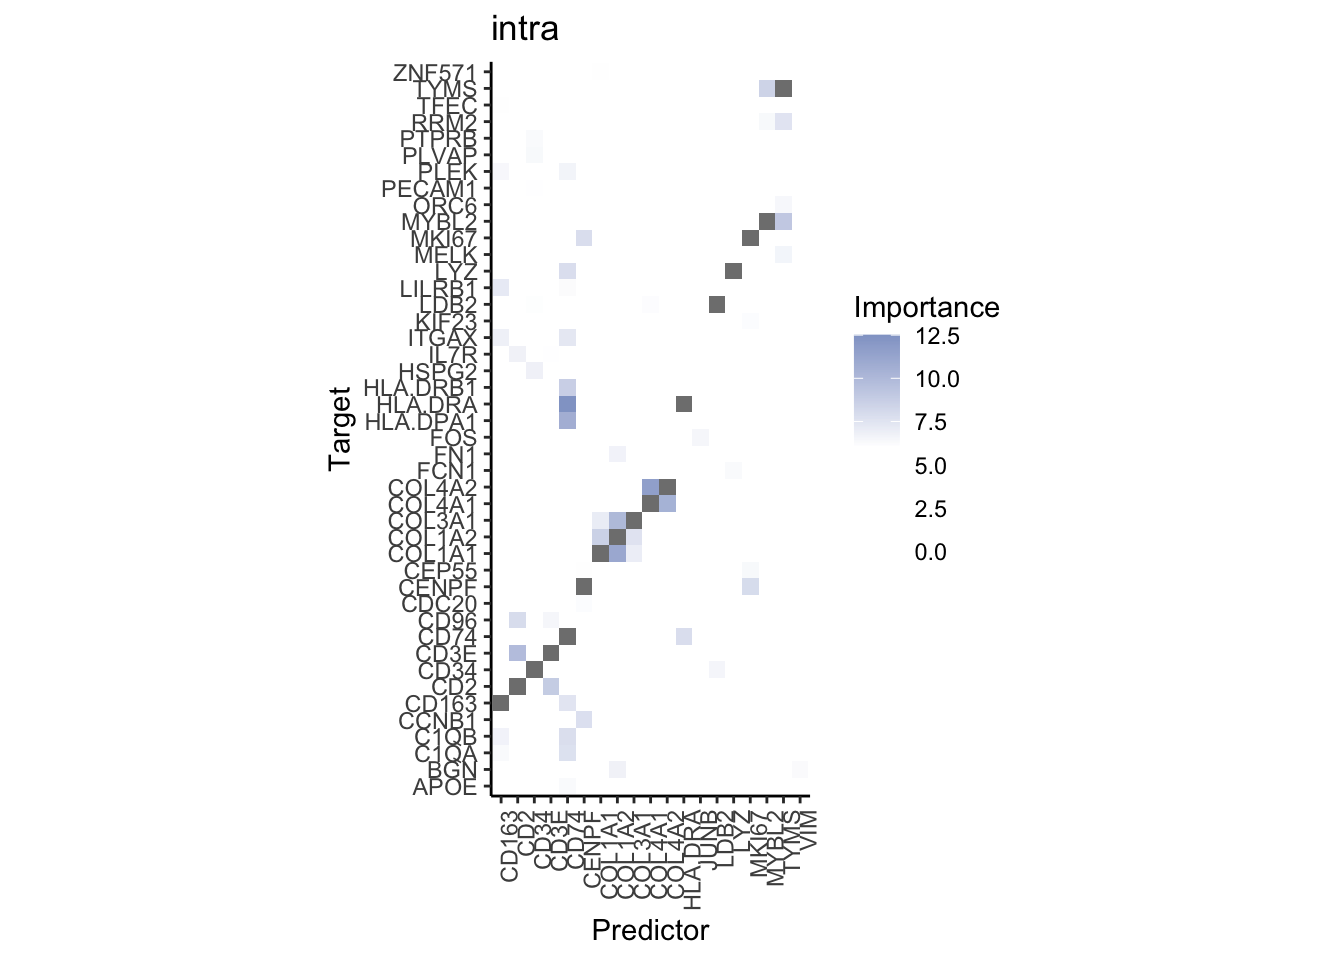 intra
ZNF571
TYMS
TFEC
RRM2
PTPRB
PLVAP
PLEK
PECAM1
ORC6
MYBL2
MKI67
MELK
LYZ
LILRB1
LDB2
KIF23
ITGAX
IL7R
HSPG2
HLA.DRB1
HLA.DRA
HLA.DPA1
FOS
FN1
FCN1
COL4A2
COL4A1
COL3A1
COL1A2
COL1A1
CEP55
CENPF
CDC20
CD96
CD74
CD3E
CD34
CD2
CD163
CCNB1
C1QB
C1QA
BGN
APOE
Target
CD163
CD2
CD34
CD3E
CD74
CENPF
COL1A1
COL1A2
COL3A1
COL4A1
COL4A2
HLA.DRA
JUNB
LDB2
LYZ
MKI67
MYBL2
TYMS
VIM
Predictor
Importance
12.5
10.0
7.5
5.0
2.5
0.0